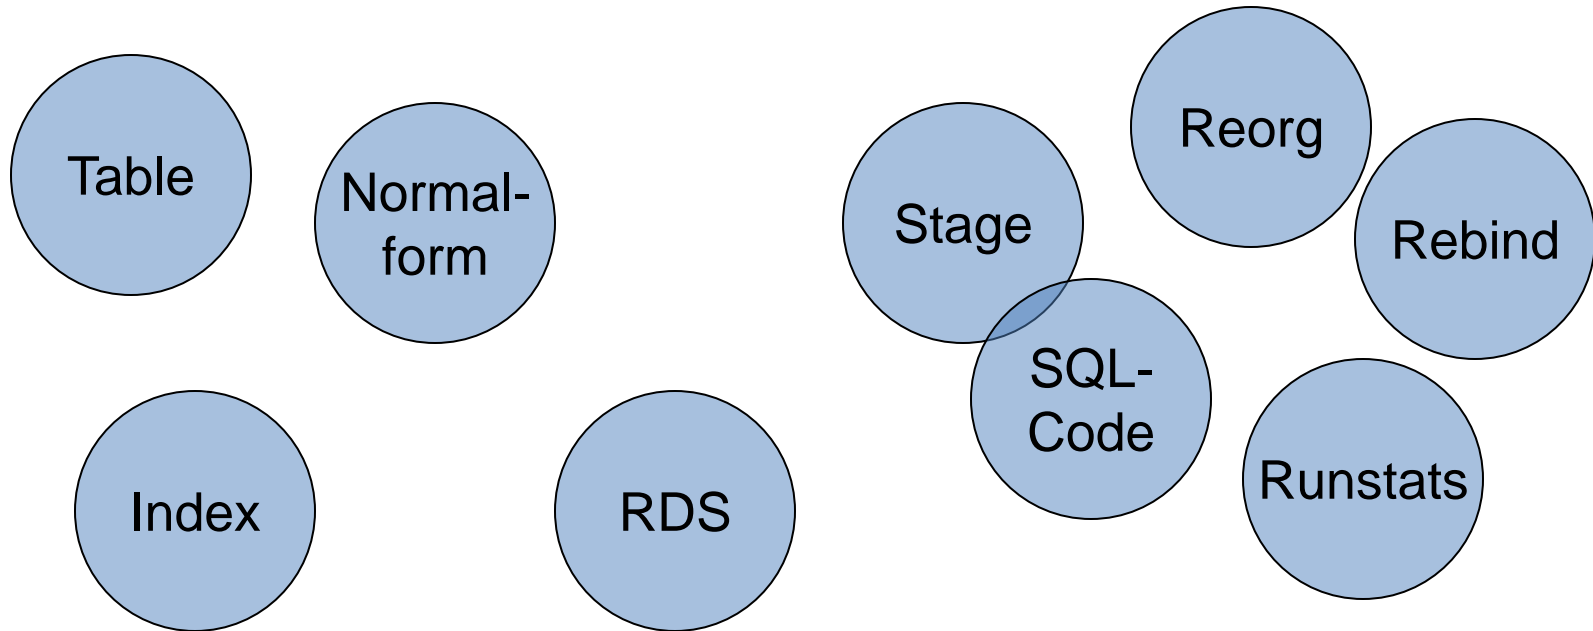 Table
Normal-
form
Index
RDS
Stage
SQL-
Code
Reorg
Rebind
Runstats